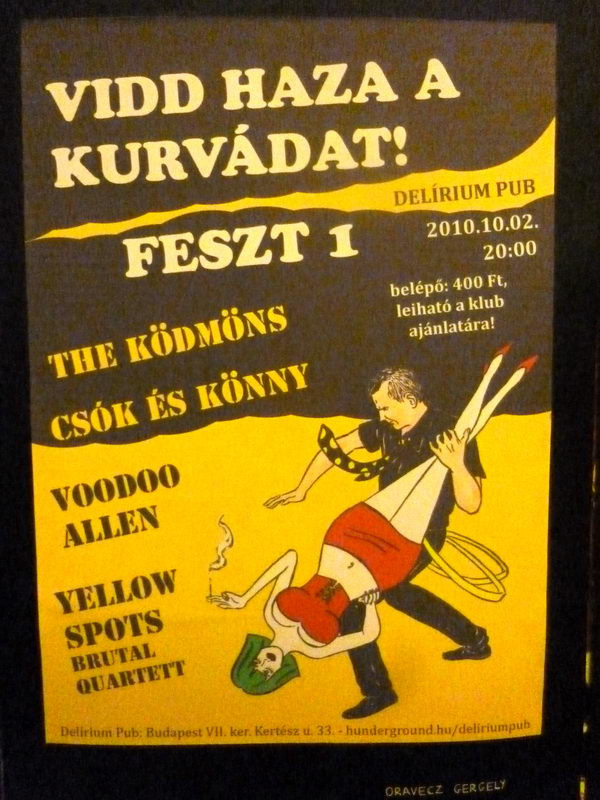 VIDD HAZA A
KURVÁDAT!
DELÍRIUM PUB
FESZT 1
2010.10.02.
20:00
belépő: 400 Ft,
leiható a klub
ajánlatára!
THE KÖDMÖNS
CSÓK ÉS KÖNNY
VOODOO
ALLEN
YELLOW
SPOTS
BRUTAL
QUARTETT
Delírium Pub: Budapest VII. ker. Kertész u. 33. - hunderground.hu/deliriumpub
ORAVECZ GERGELY